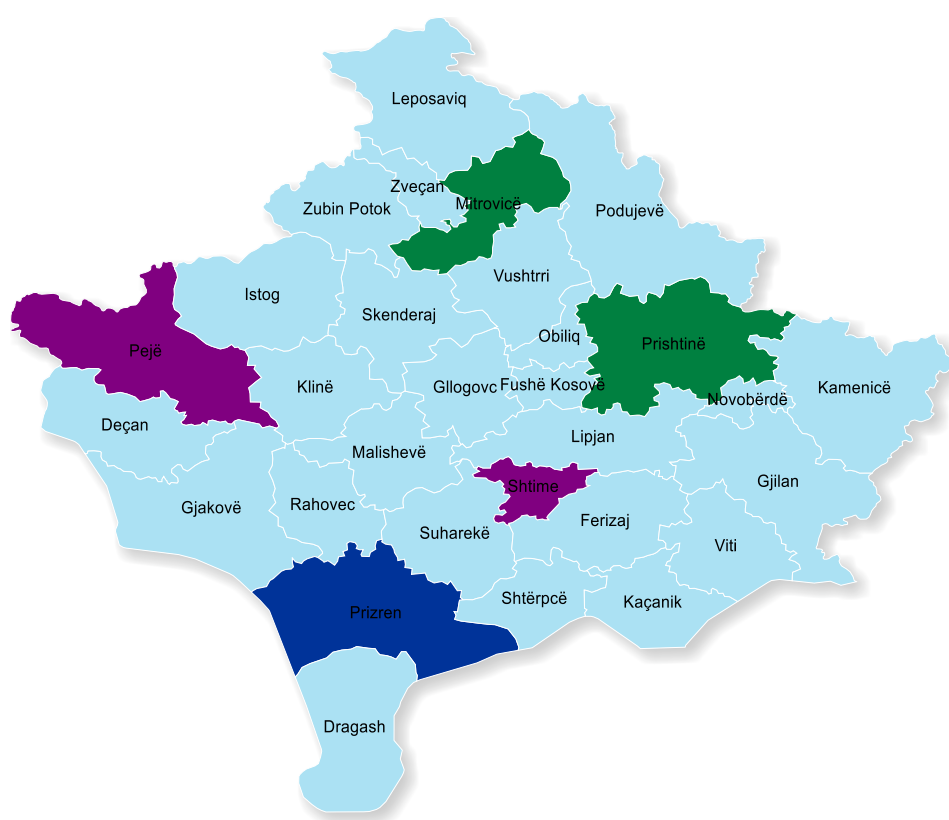 Leposaviq
Zveçan
Mitrovicë
Zubin Potok
Podujevë
Vushtrri
Istog
Skenderaj
Obiliq
Prishtinë
Pejë
Klinë
Gllogovc
Fushë Kosovë
Kamenicë
Novobërdë
Deçan
Lipjan
Malishevë
Shtime
Gjilan
Gjakovë
Rahovec
Ferizaj
Suharekë
Viti
Shtërpcë
Kaçanik
Prizren
Dragash